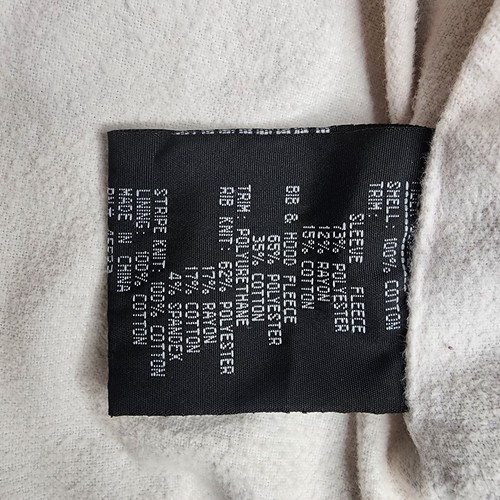 SHELL: 100% COTTON
TRIM:
SLEEVE FLEECE
73% POLYESTER
12% RAYON
15% COTTON
BIB & HOOD FLEECE
65% POLYESTER
35% COTTON
TRIM: POLYURETHANE
RIB KNIT: 62% POLYESTER
17% RAYON
17% COTTON
4% SPANDEX
STRIPE KNIT: 100% COTTON
LINING: 100% COTTON
MADE IN CHINA